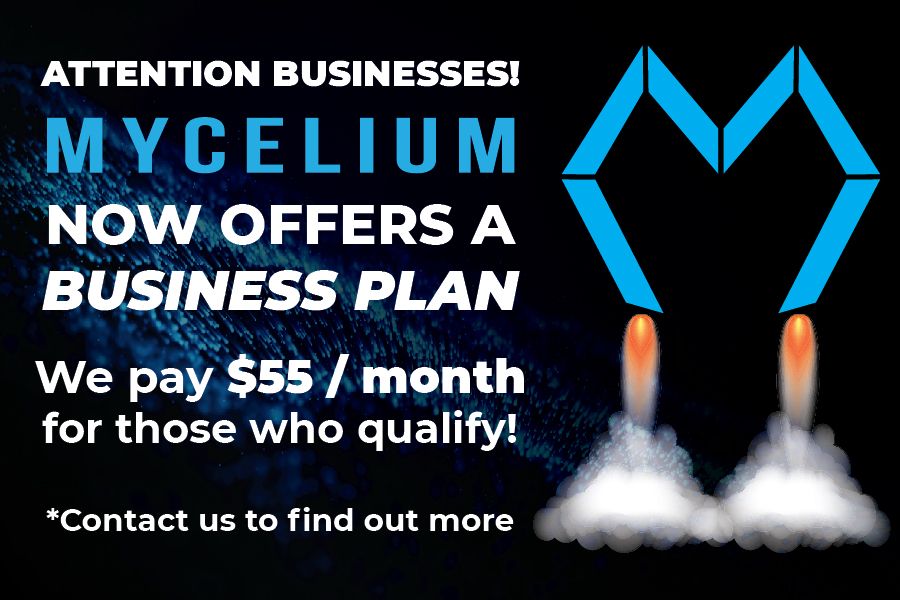 ATTENTION BUSINESSES!
MYCELIUM
NOW OFFERS A
BUSINESS PLAN
We pay $55 / month
for those who qualify!
*Contact us to find out more